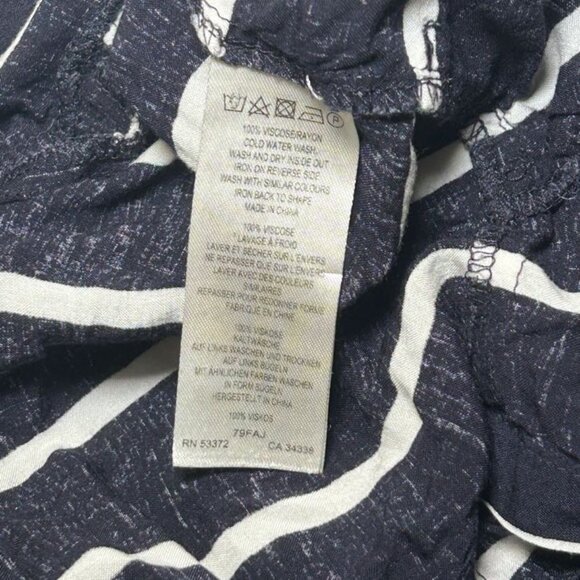 100% VISCOSE/RAYON
COLD WATER WASH
WASH AND DRY INSIDE OUT
IRON ON REVERSE SIDE
WASH WITH SIMILAR COLOURS
IRON BACK TO SHAPE
MADE IN CHINA
100% VISCOSE
LAVAGE À FROID
LAVER ET SÉCHER SUR L'ENVERS
NE REPASSER QUE SUR L'ENVERS
LAVER AVEC DES COULEURS
SIMILAIRES
REPASSER POUR REDONNER FORME
FABRIQUÉ EN CHINE
100% VISKOSE
KALTWÄSCHE
AUF LINKS WASCHEN UND TROCKNEN
AUF LINKS BÜGELN
MIT ÄHNLICHEN FARBEN WASCHEN
IN FORM BÜGELN
HERGESTELLT IN CHINA
100% VISKOS
79FAJ
RN 53372 CA 34338